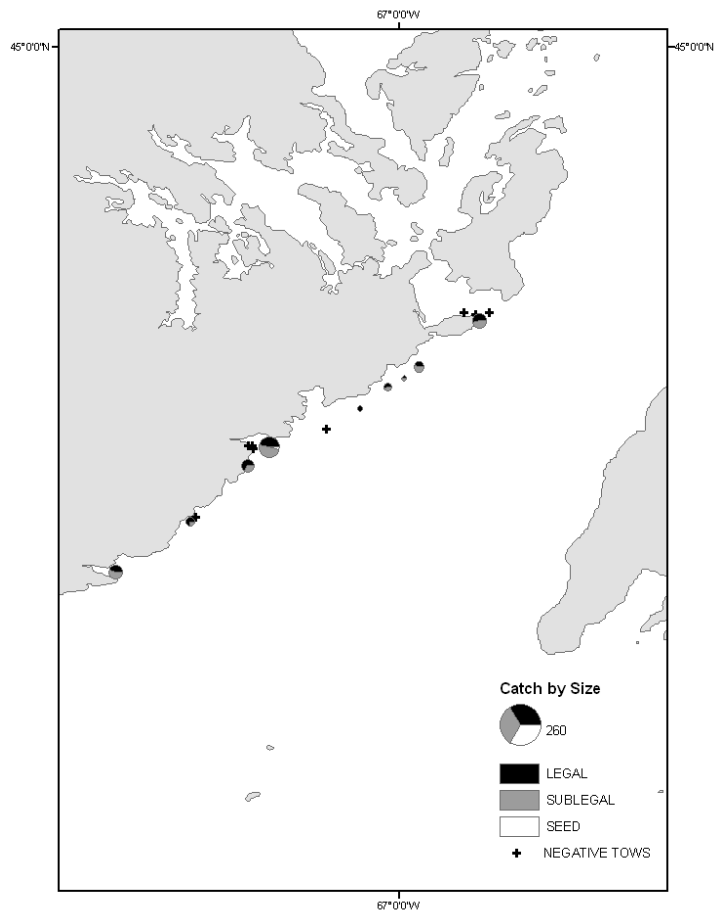 67°0'0"W
45°0'0"N
45°0'0"N
Catch by Size
260
LEGAL
SUBLEGAL
SEED
NEGATIVE TOWS
67°0'0"W